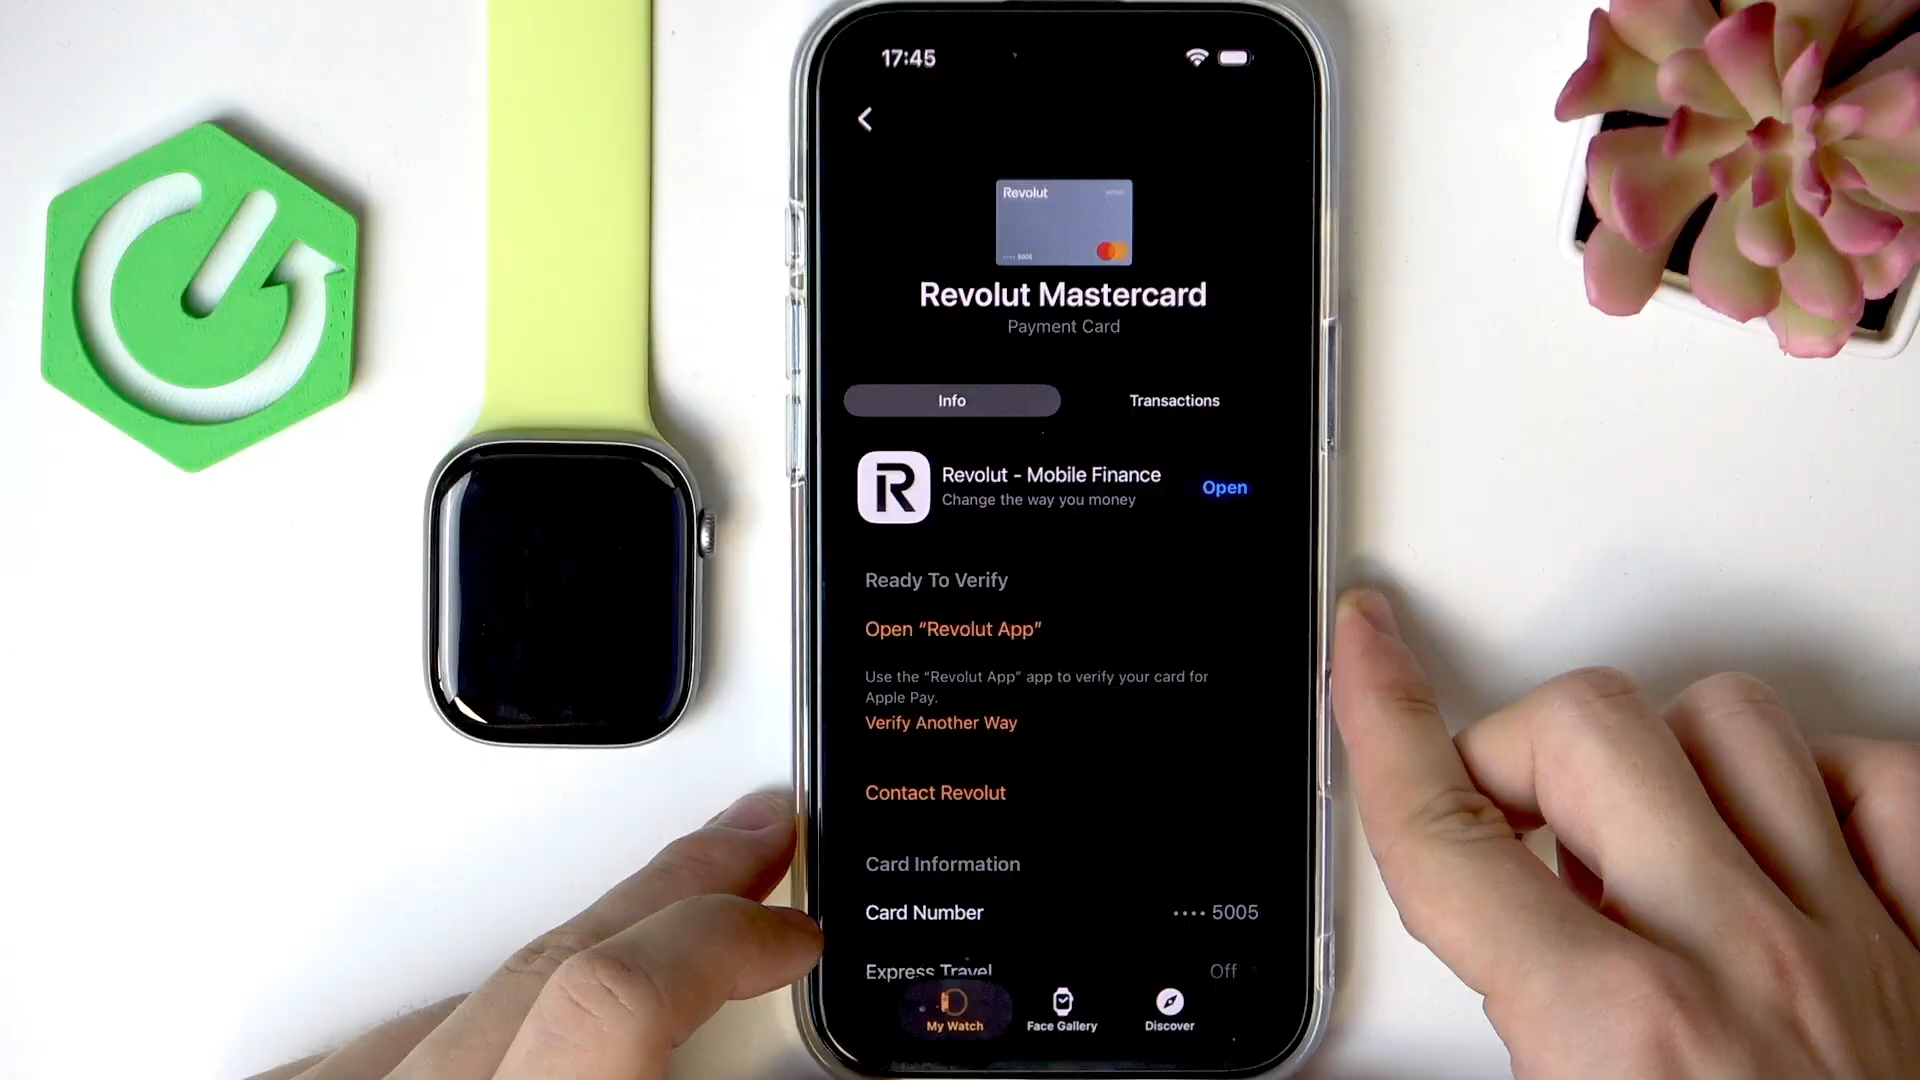 17:45
Revolut
•••• 5005
Revolut Mastercard
Payment Card
Info
Transactions
R
Revolut - Mobile Finance
Change the way you money
Open
Ready To Verify
Open “Revolut App”
Use the “Revolut App” app to verify your card for
Apple Pay.
Verify Another Way
Contact Revolut
Card Information
Card Number
•••• 5005
Express Travel
Off
My Watch
Face Gallery
Discover